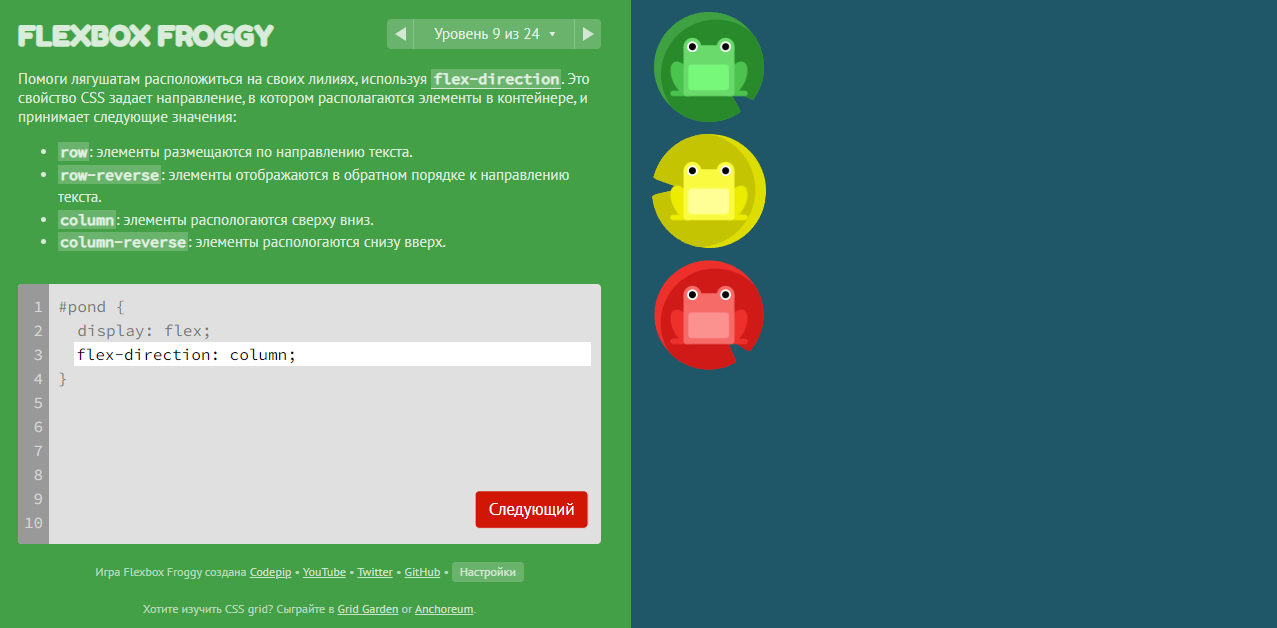 FLEXBOX FROGGY
Уровень 9 из 24
Помоги лягушатам расположиться на своих лилиях, используя flex-direction. Это
свойство CSS задает направление, в котором располагаются элементы в контейнере, и
принимает следующие значения:
row: элементы размещаются по направлению текста.
row-reverse: элементы отображаются в обратном порядке к направлению
текста.
column: элементы распологаются сверху вниз.
column-reverse: элементы распологаются снизу вверх.
1 #pond {
2 display: flex;
3 flex-direction: column;
4 }
5
6
7
8
9
10
Следующий
Игра Flexbox Froggy создана Codepip • YouTube • Twitter • GitHub • Настройки
Хотите изучить CSS grid? Сыграйте в Grid Garden or Anchoreum.